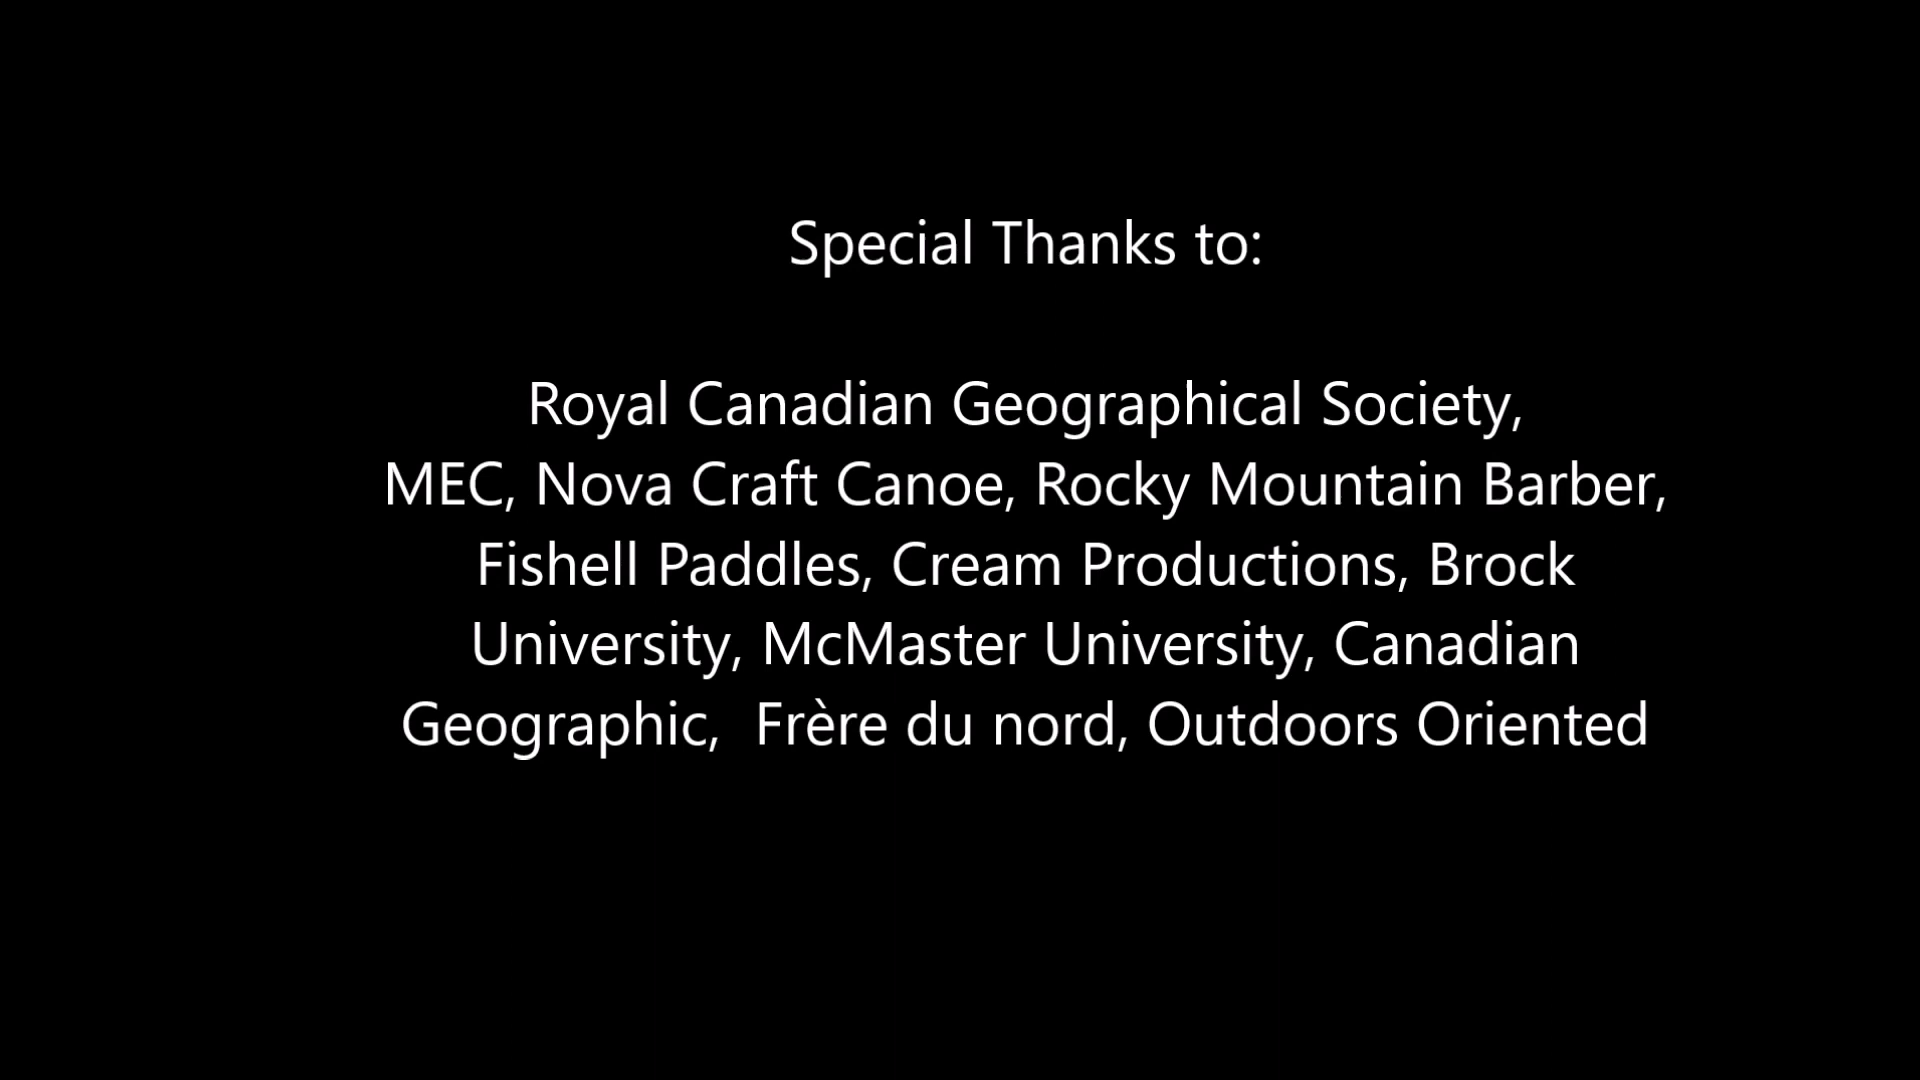 Special Thanks to:
Royal Canadian Geographical Society,
MEC, Nova Craft Canoe, Rocky Mountain Barber,
Fishell Paddles, Cream Productions, Brock
University, McMaster University, Canadian
Geographic,  Frère du nord, Outdoors Oriented